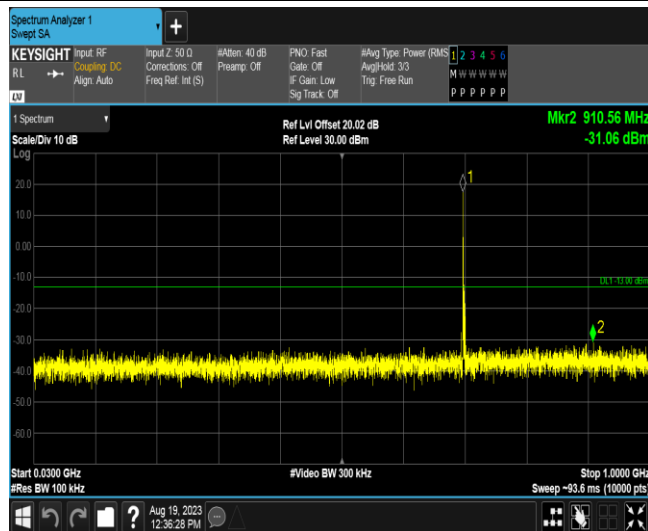 Spectrum Analyzer 1
Swept SA
+
KEYSIGHT
RL
LXI
Input: RF
Coupling: DC
Align: Auto
Input Z: 50 Ω
Corrections: Off
Freq Ref: Int (S)
#Atten: 40 dB
Preamp: Off
PNO: Fast
Gate: Off
IF Gain: Low
Sig Track: Off
#Avg Type: Power (RMS
Avg|Hold: 3/3
Trig: Free Run
1 2 3 4 5 6
M W W W W W
P P P P P P
1 Spectrum
Scale/Div 10 dB
Log
Ref Lvl Offset 20.02 dB
Ref Level 30.00 dBm
Mkr2 910.56 MHz
-31.06 dBm
20.0
10.0
0.00
-10.0
-20.0
-30.0
-40.0
-50.0
-60.0
1
DL1 -13.00 dBm
2
Start 0.0300 GHz
#Res BW 100 kHz
#Video BW 300 kHz
Stop 1.0000 GHz
Sweep ~93.6 ms (10000 pts)
?
Aug 19, 2023
12:36:28 PM